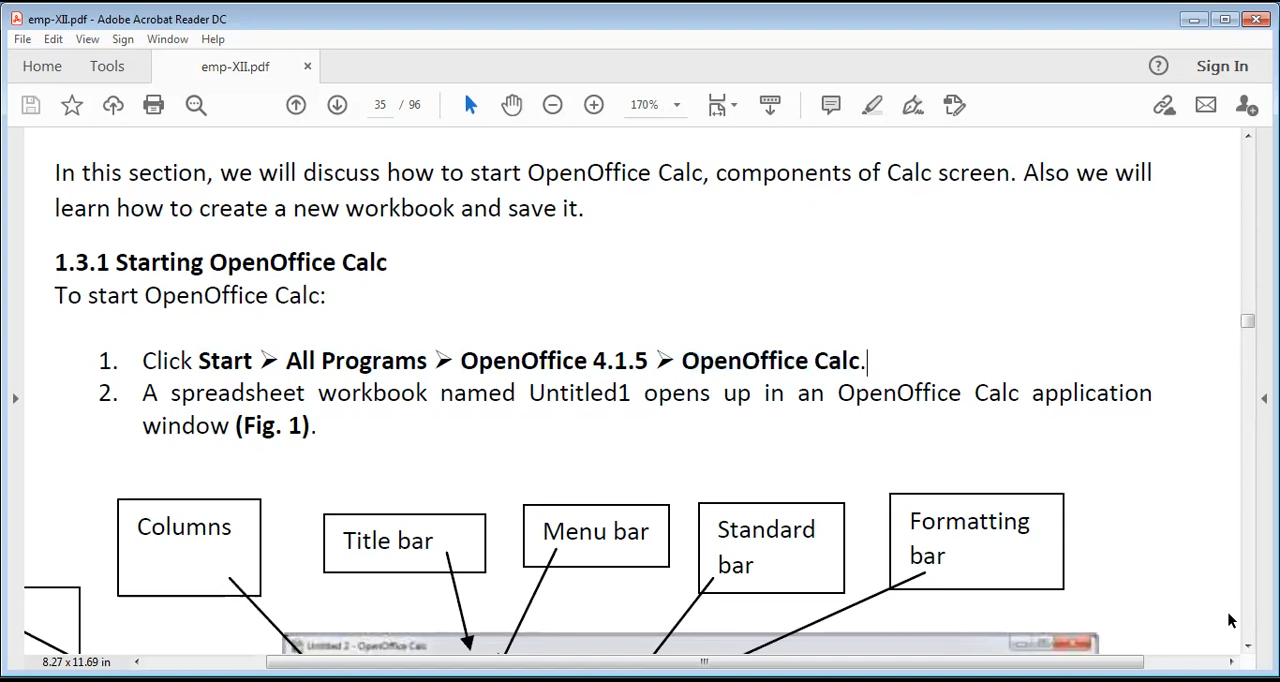 emp-XII.pdf - Adobe Acrobat Reader DC
File Edit View Sign Window Help
Home Tools emp-XII.pdf × ? Sign In
35 / 96 170%
In this section, we will discuss how to start OpenOffice Calc, components of Calc screen. Also we will
learn how to create a new workbook and save it.
1.3.1 Starting OpenOffice Calc
To start OpenOffice Calc:
1. Click Start ➢ All Programs ➢ OpenOffice 4.1.5 ➢ OpenOffice Calc.
2. A spreadsheet workbook named Untitled1 opens up in an OpenOffice Calc application
window (Fig. 1).
Columns
Title bar
Menu bar
Standard
bar
Formatting
bar
Untitled 2 - OpenOffice Calc
8.27 x 11.69 in